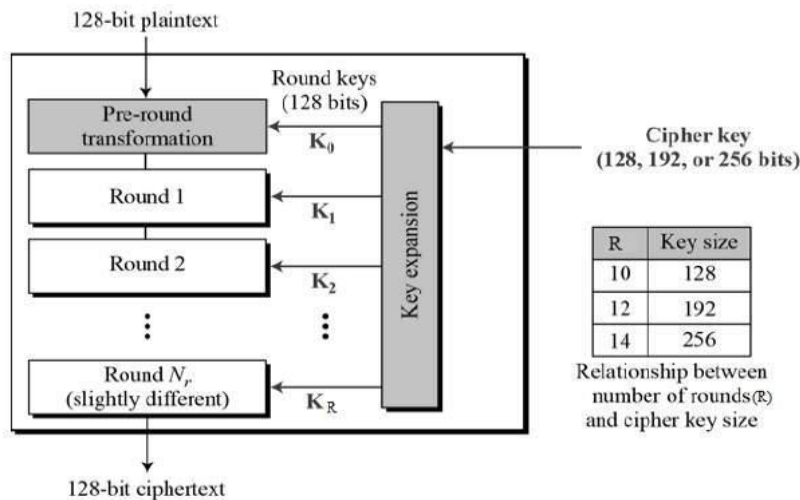 128-bit plaintext
Round keys
(128 bits)
Pre-round
transformation
K0
Cipher key
(128, 192, or 256 bits)
Round 1
K1
Round 2
K2
Key expansion
Round Nr
(slightly different)
KR
128-bit ciphertext
R Key size
10 128
12 192
14 256
Relationship between
number of rounds(R)
and cipher key size